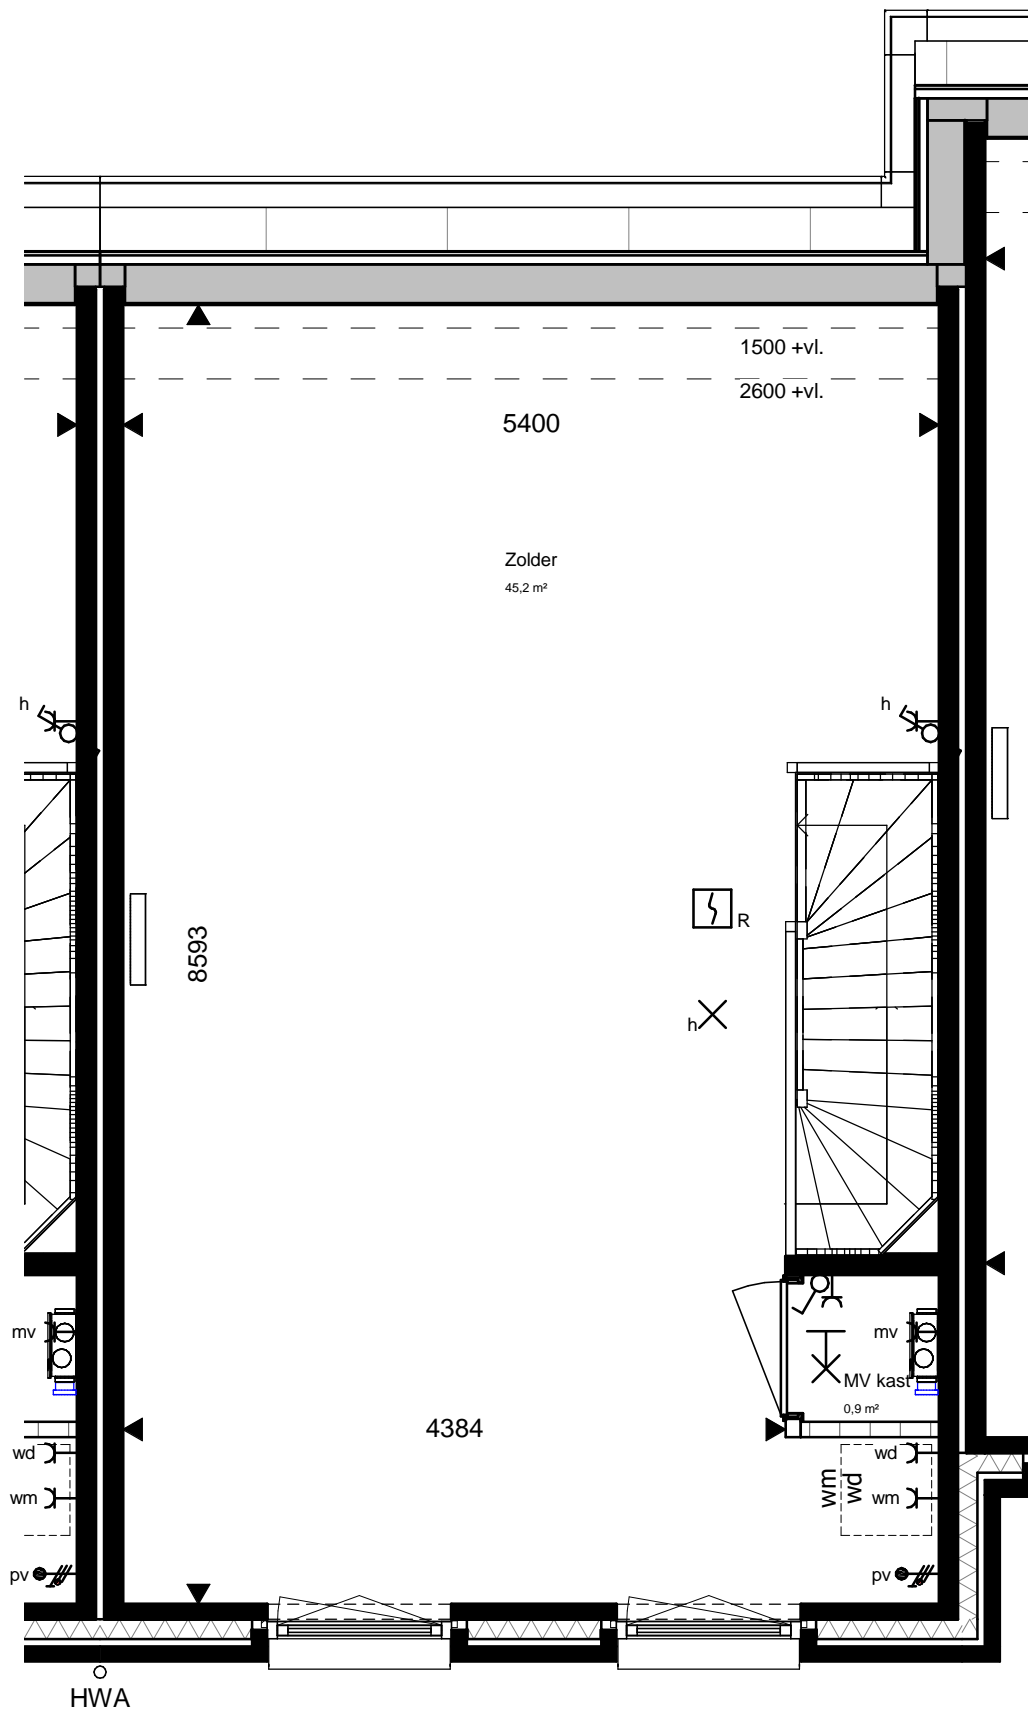 1500 +vl.
2600 +vl.
5400
Zolder
45,2 m²
h
h
8593
R
h
mv
mv
MV kast
0,9 m²
4384
wd
wm
wd
wd
wm
wm
pv
pv
HWA